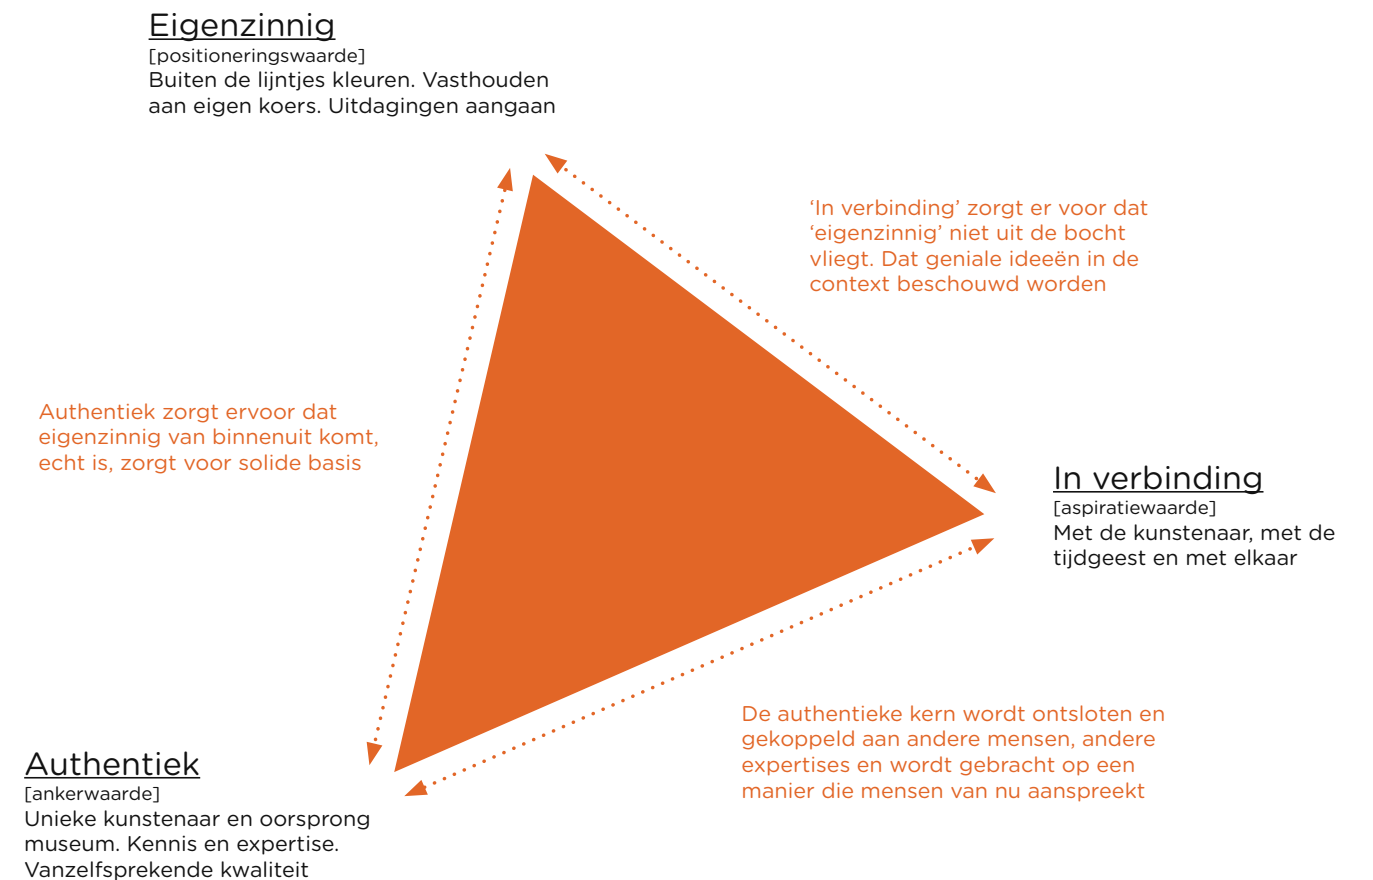 Eigenzinnig
[positioneringswaarde]
Buiten de lijntjes kleuren. Vasthouden
aan eigen koers. Uitdagingen aangaan
‘In verbinding’ zorgt er voor dat
‘eigenzinnig’ niet uit de bocht
vliegt. Dat geniale ideeën in de
context beschouwd worden
Authentiek zorgt ervoor dat
eigenzinnig van binnenuit komt,
echt is, zorgt voor solide basis
In verbinding
[aspiratiewaarde]
Met de kunstenaar, met de
tijdgeest en met elkaar
De authentieke kern wordt ontsloten en
gekoppeld aan andere mensen, andere
expertises en wordt gebracht op een
manier die mensen van nu aanspreekt
Authentiek
[ankerwaarde]
Unieke kunstenaar en oorsprong
museum. Kennis en expertise.
Vanzelfsprekende kwaliteit